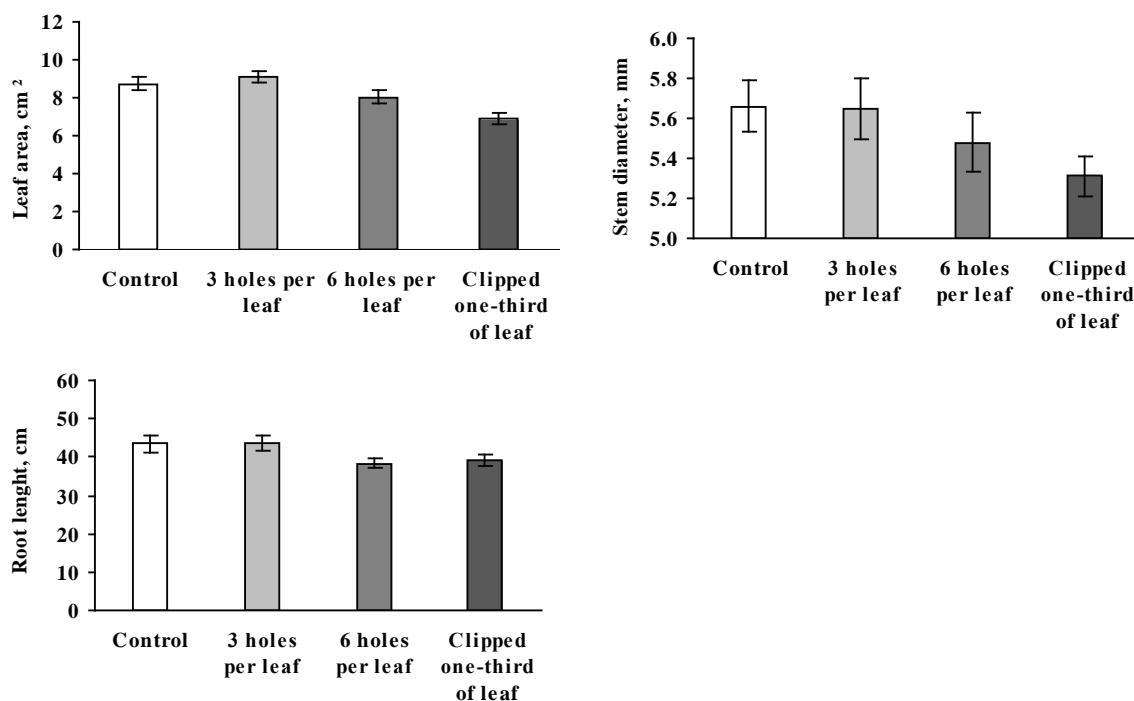 Leaf area, cm 2
12
10
8
6
4
2
0
Control
3 holes per
leaf
6 holes per
leaf
Clipped
one-third
of leaf
Stem diameter, mm
6.0
5.8
5.6
5.4
5.2
5.0
Control
3 holes
per leaf
6 holes
per leaf
Clipped
one-third
of leaf
Root lenght, cm
60
50
40
30
20
10
0
Control
3 holes
per leaf
6 holes
per leaf
Clipped
one-third
of leaf